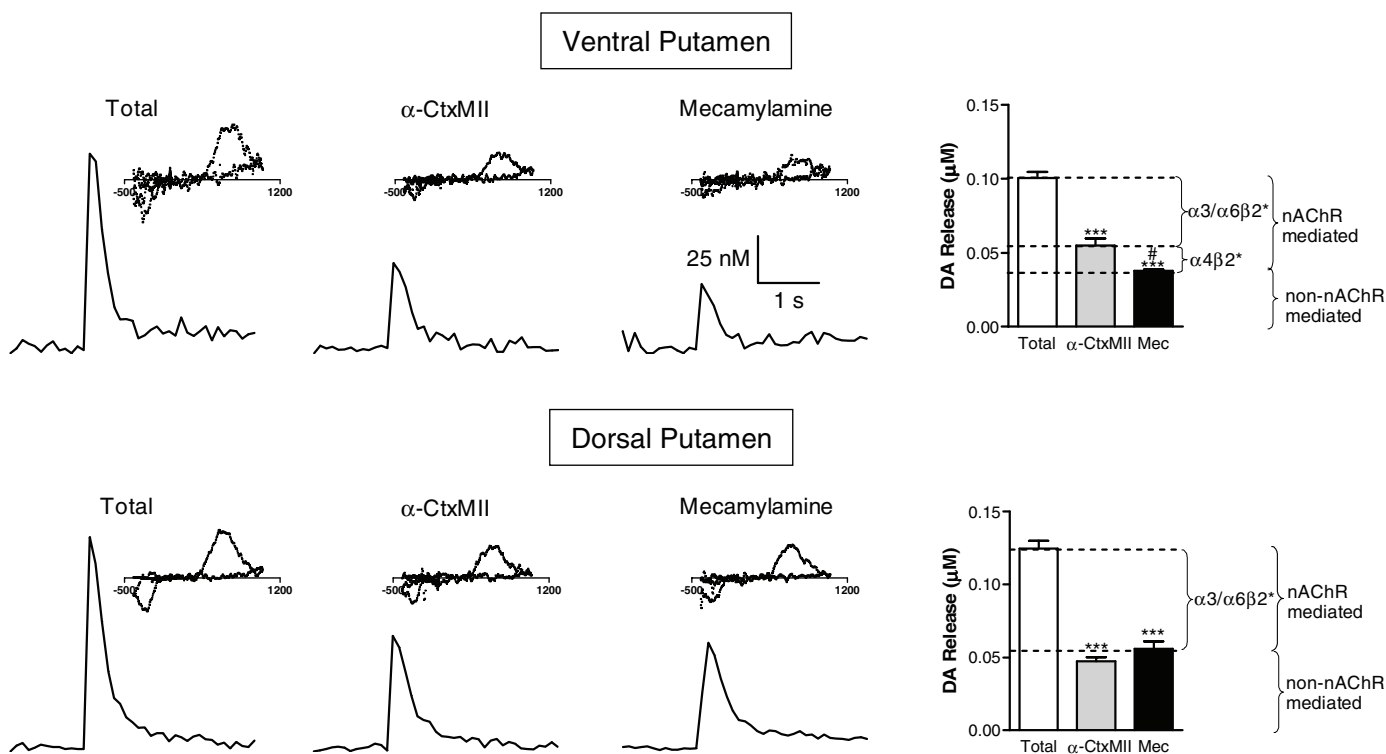 Ventral Putamen
Total
α-CtxMII
Mecamylamine
-500
1200
-500
1200
-500
1200
25 nM
1 s
DA Release (μM)
0.15
0.10
0.05
0.00
***
#
***
Total α-CtxMII Mec
α3/α6β2*
α4β2*
nAChR
mediated
non-nAChR
mediated
Dorsal Putamen
Total
α-CtxMII
Mecamylamine
-500
1200
-500
1200
-500
1200
DA Release (μM)
0.15
0.10
0.05
0.00
***
***
Total α-CtxMII Mec
α3/α6β2*
nAChR
mediated
non-nAChR
mediated